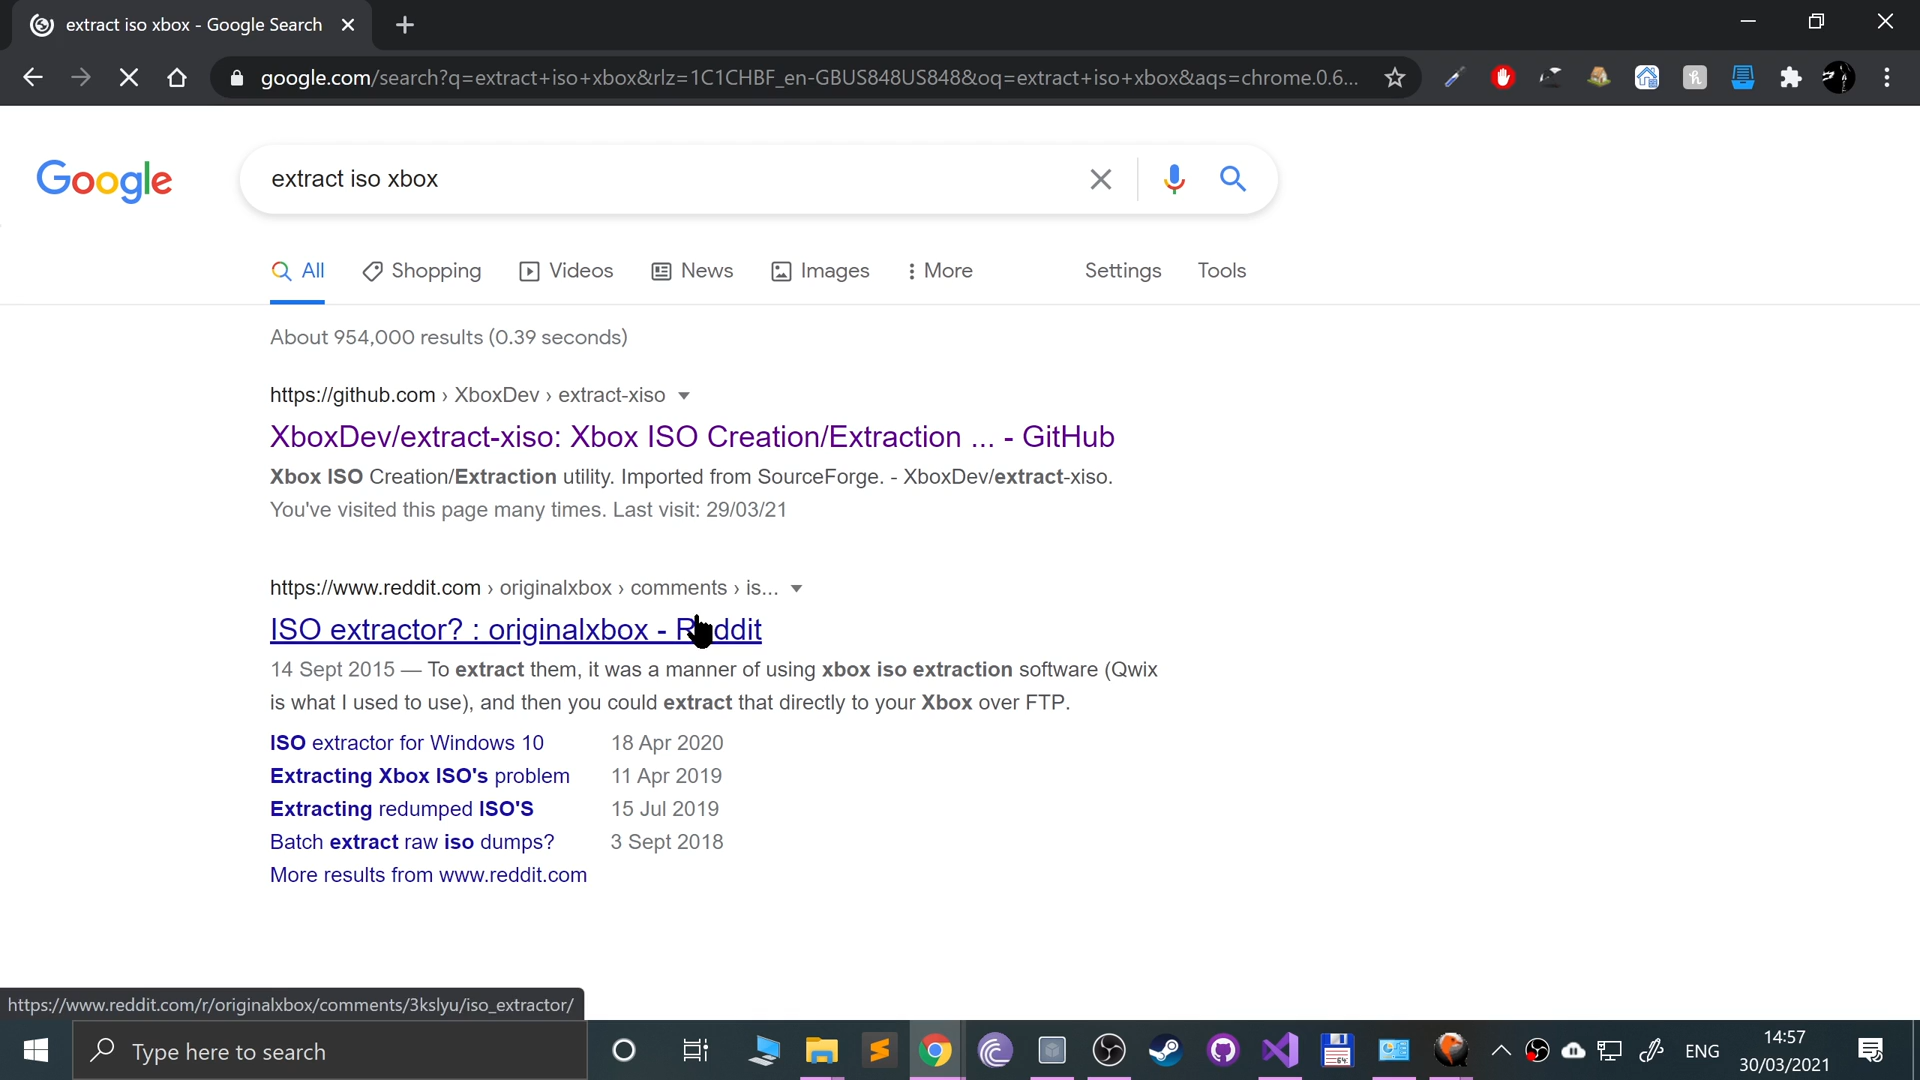 extract iso xbox - Google Search
google.com/search?q=extract+iso+xbox&rlz=1C1CHBF_en-GBUS848US848&oq=extract+iso+xbox&aqs=chrome.0.6...
Google
extract iso xbox
All
Shopping
Videos
News
Images
More
Settings
Tools
About 954,000 results (0.39 seconds)
https://github.com › XboxDev › extract-xiso
XboxDev/extract-xiso: Xbox ISO Creation/Extraction ... - GitHub
Xbox ISO Creation/Extraction utility. Imported from SourceForge. - XboxDev/extract-xiso.
You've visited this page many times. Last visit: 29/03/21
https://www.reddit.com › originalxbox › comments › is...
ISO extractor? : originalxbox - Reddit
14 Sept 2015 — To extract them, it was a manner of using xbox iso extraction software (Qwix
is what I used to use), and then you could extract that directly to your Xbox over FTP.
ISO extractor for Windows 10 18 Apr 2020
Extracting Xbox ISO's problem 11 Apr 2019
Extracting redumped ISO'S 15 Jul 2019
Batch extract raw iso dumps? 3 Sept 2018
More results from www.reddit.com
https://www.reddit.com/r/originalxbox/comments/3kslyu/iso_extractor/
Type here to search
64
ENG
14:57
30/03/2021